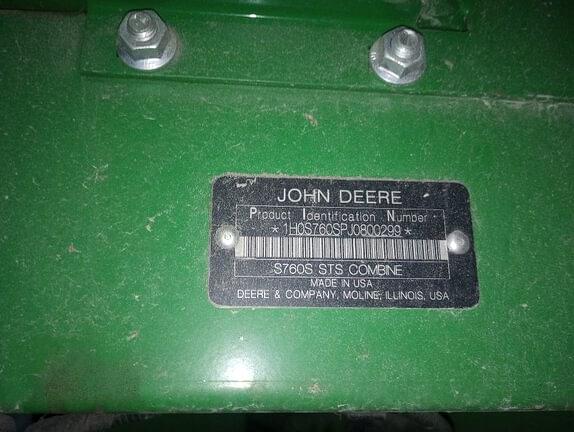 JOHN DEERE
Product Identification Number
*1H0S760SPJ0800299*
S760S STS COMBINE
MADE IN USA
DEERE & COMPANY, MOLINE, ILLINOIS, USA